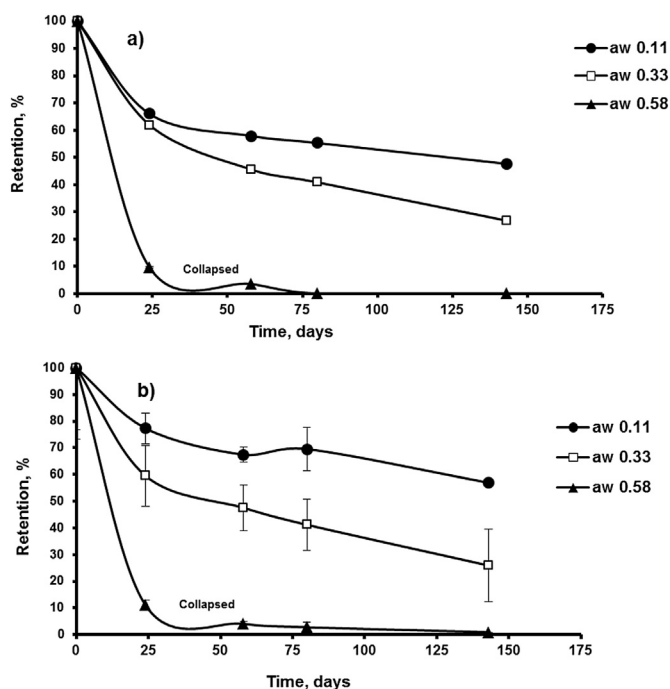 a)
Retention, %
100
90
80
70
60
50
40
30
20
10
0
Collapsed
0 25 50 75 100 125 150 175
Time, days
aw 0.11
aw 0.33
aw 0.58
b)
Retention, %
100
90
80
70
60
50
40
30
20
10
0
Collapsed
0 25 50 75 100 125 150 175
Time, days
aw 0.11
aw 0.33
aw 0.58